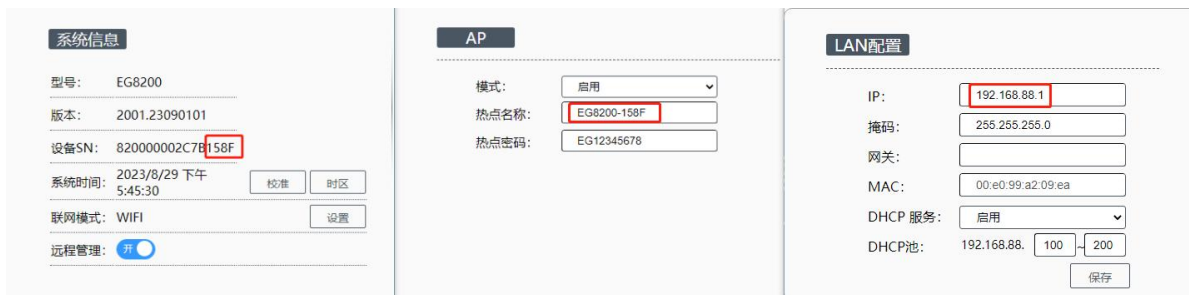 系统信息
型号: EG8200
版本: 2001.23090101
设备SN: 820000002C7B158F
系统时间: 2023/8/29 下午
5:45:30 校准 时区
联网模式: WIFI 设置
远程管理: 开
AP
模式: 启用
热点名称: EG8200-158F
热点密码: EG12345678
LAN配置
IP: 192.168.88.1
掩码: 255.255.255.0
网关:
MAC: 00:e0:99:a2:09:ea
DHCP 服务: 启用
DHCP池: 192.168.88. 100 ~ 200
保存